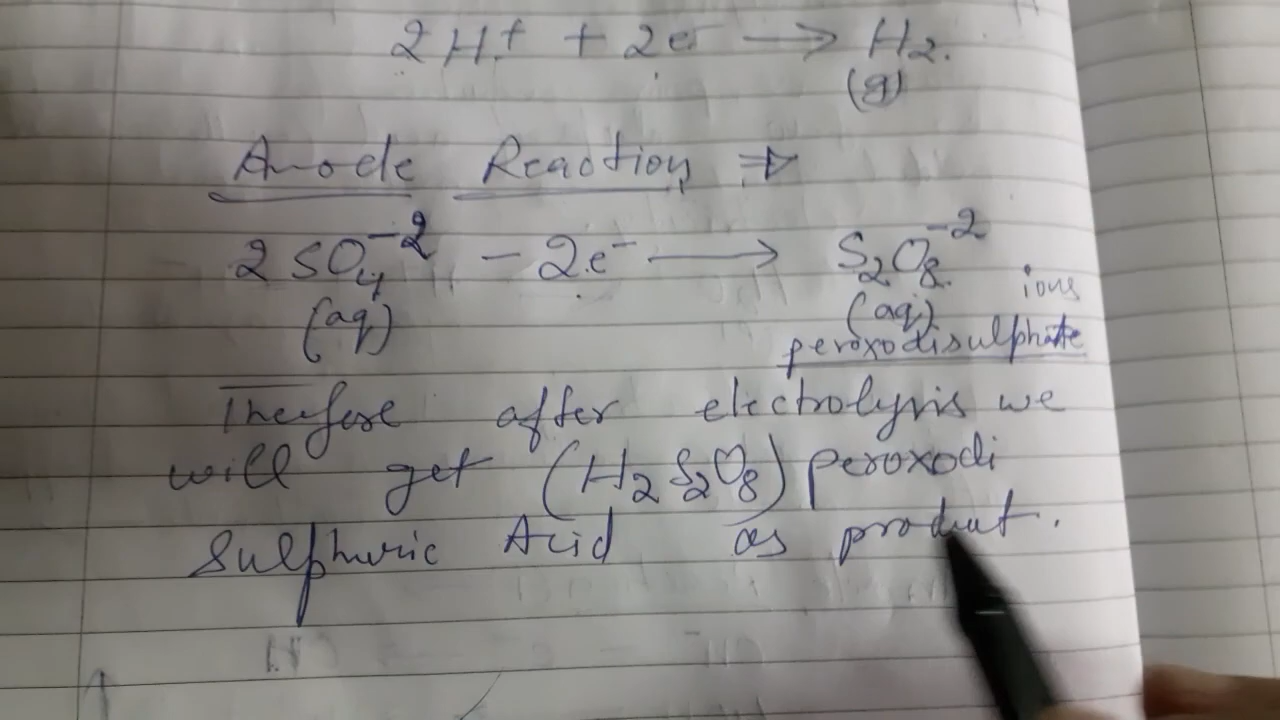 2H⁺ + 2e⁻ → H₂.
(g)
Anode Reaction ⇒
2SO₄⁻² - 2e⁻ → S₂O₈⁻²
(aq) (aq) ions
peroxodisulphate
Therefore after electrolysis we
will get (H₂S₂O₈) peroxodi
Sulphuric Acid as product.